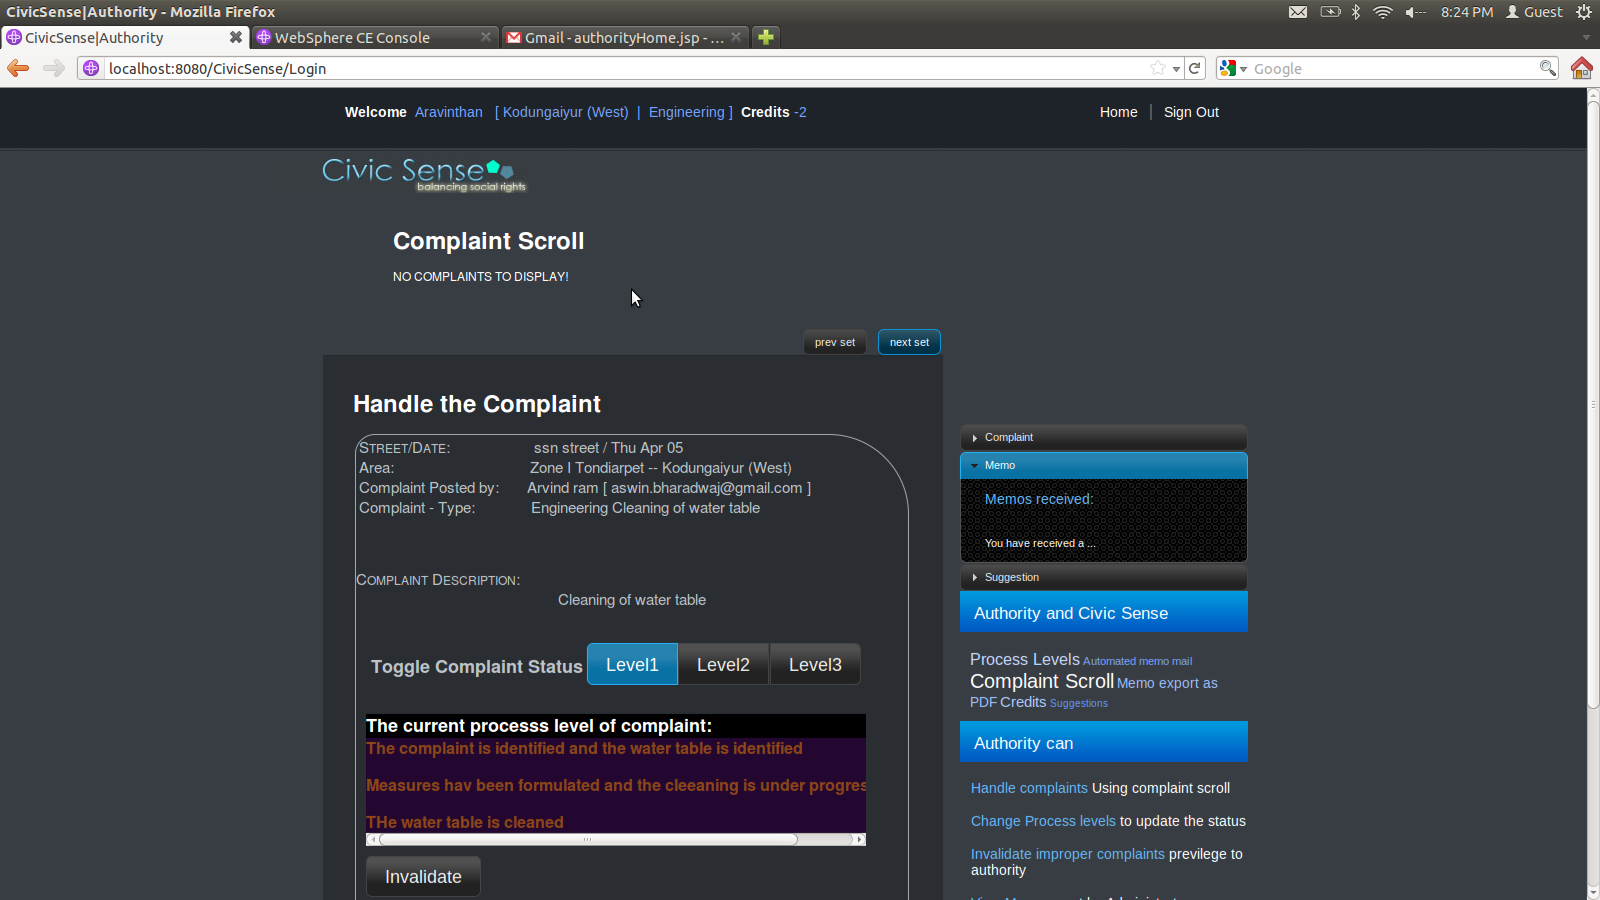 CivicSense|Authority - Mozilla Firefox
8:24 PM Guest
CivicSense|Authority
WebSphere CE Console
Gmail - authorityHome.jsp - ...
localhost:8080/CivicSense/Login
Google
Welcome Aravinthan [ Kodungaiyur (West) | Engineering ] Credits -2
Home | Sign Out
Civic Sense
balancing social rights
Complaint Scroll
NO COMPLAINTS TO DISPLAY!
prev set
next set
Handle the Complaint
STREET/DATE: ssn street / Thu Apr 05
Area: Zone I Tondiarpet -- Kodungaiyur (West)
Complaint Posted by: Arvind ram [ aswin.bharadwaj@gmail.com ]
Complaint - Type: Engineering Cleaning of water table
COMPLAINT DESCRIPTION:
Cleaning of water table
Toggle Complaint Status Level1 Level2 Level3
The current processs level of complaint:
The complaint is identified and the water table is identified
Measures hav been formulated and the cleeaning is under progres
THe water table is cleaned
Invalidate
Complaint
Memo
Memos received:
You have received a ...
Suggestion
Authority and Civic Sense
Process Levels Automated memo mail
Complaint Scroll Memo export as
PDF Credits Suggestions
Authority can
Handle complaints Using complaint scroll
Change Process levels to update the status
Invalidate improper complaints previlege to
authority